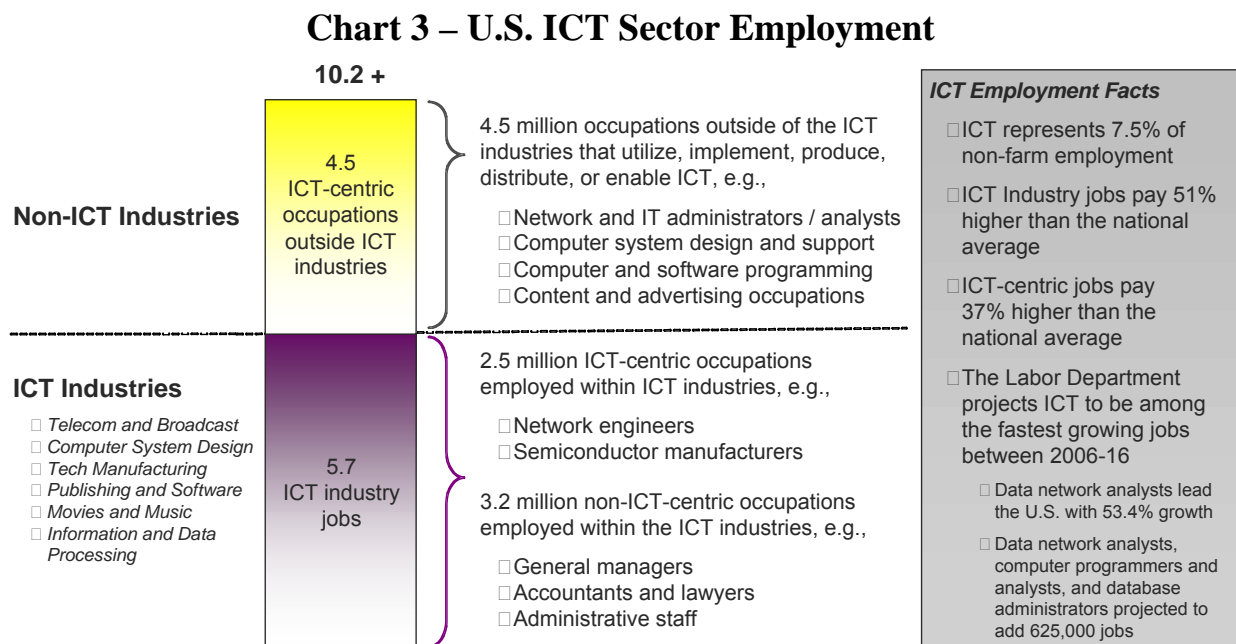 Chart 3 – U.S. ICT Sector Employment
10.2 +
Non-ICT Industries
4.5
ICT-centric
occupations
outside ICT
industries
4.5 million occupations outside of the ICT
industries that utilize, implement, produce,
distribute, or enable ICT, e.g.,
Network and IT administrators / analysts
Computer system design and support
Computer and software programming
Content and advertising occupations
ICT Industries
Telecom and Broadcast
Computer System Design
Tech Manufacturing
Publishing and Software
Movies and Music
Information and Data
Processing
5.7
ICT industry
jobs
2.5 million ICT-centric occupations
employed within ICT industries, e.g.,
Network engineers
Semiconductor manufacturers
3.2 million non-ICT-centric occupations
employed within the ICT industries, e.g.,
General managers
Accountants and lawyers
Administrative staff
ICT Employment Facts
ICT represents 7.5% of
non-farm employment
ICT Industry jobs pay 51%
higher than the national
average
ICT-centric jobs pay
37% higher than the
national average
The Labor Department
projects ICT to be among
the fastest growing jobs
between 2006-16
Data network analysts lead
the U.S. with 53.4% growth
Data network analysts,
computer programmers and
analysts, and database
administrators projected to
add 625,000 jobs